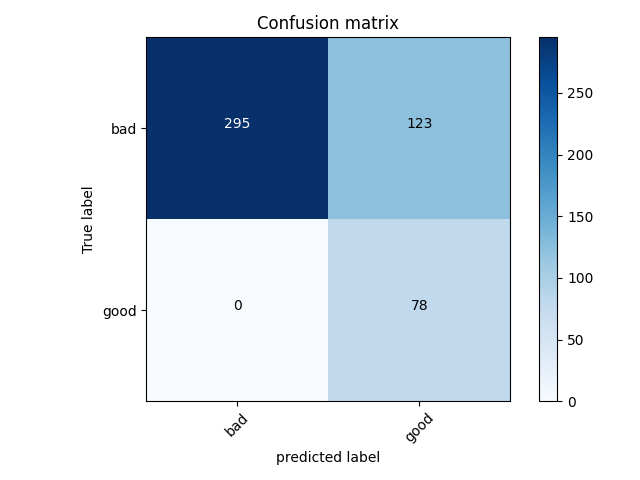 Confusion matrix
True label
bad
295
123
good
0
78
bad
good
predicted label
250
200
150
100
50
0